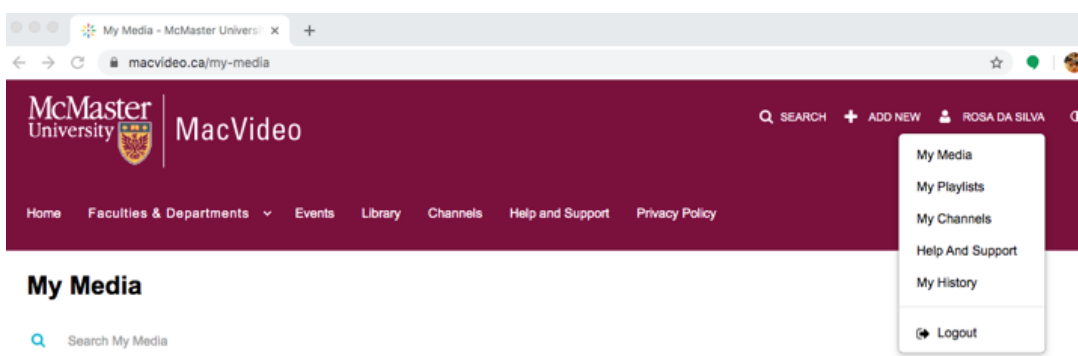 My Media - McMaster Universi
macvideo.ca/my-media
McMaster
University
MacVideo
SEARCH ADD NEW ROSA DA SILVA
My Media
My Playlists
My Channels
Help And Support
My History
Logout
Home Faculties & Departments Events Library Channels Help and Support Privacy Policy
My Media
Search My Media